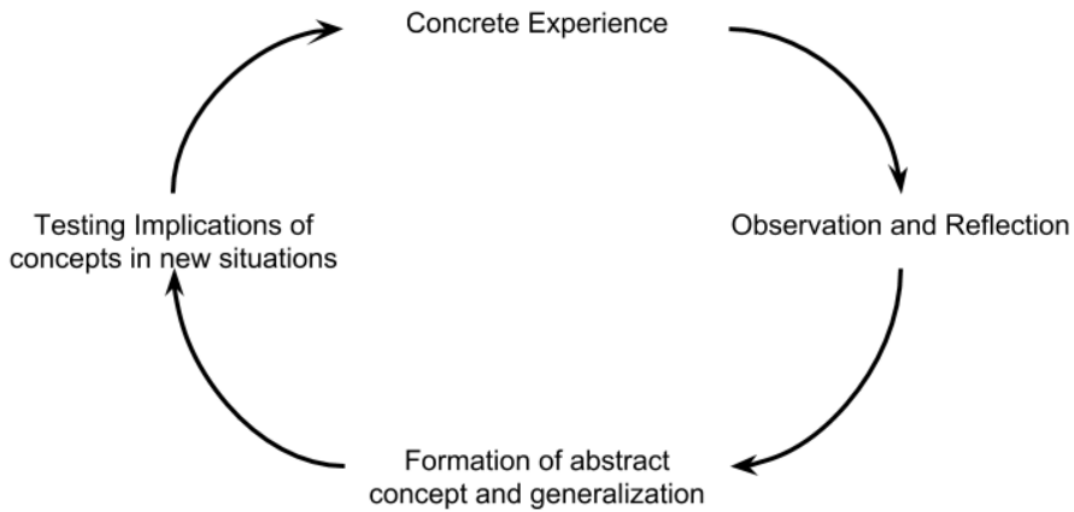 Concrete Experience
Observation and Reflection
Formation of abstract
concept and generalization
Testing Implications of
concepts in new situations